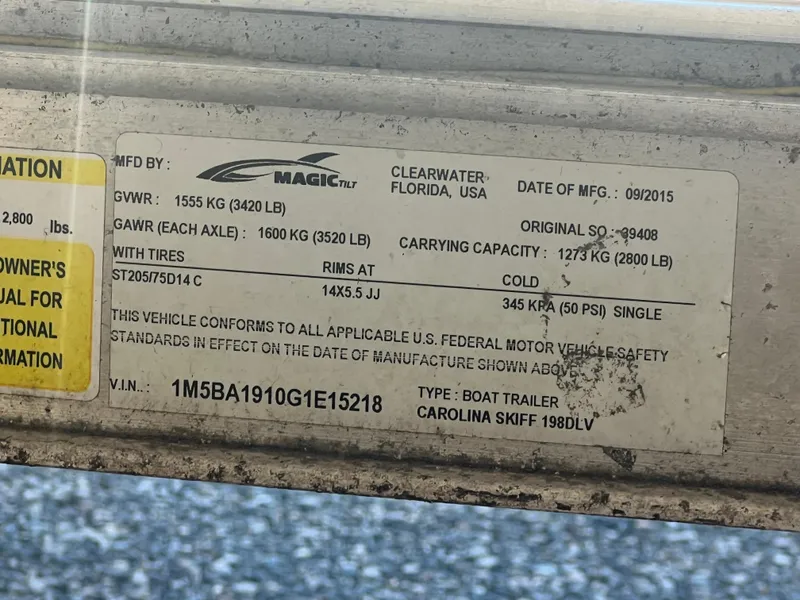 MATION
2,800 lbs.
OWNER'S
UAL FOR
TIONAL
RMATION
MFD BY : MAGICTILT CLEARWATER FLORIDA, USA DATE OF MFG. : 09/2015
GVWR : 1555 KG (3420 LB)
ORIGINAL SO : 39408
GAWR (EACH AXLE) : 1600 KG (3520 LB) CARRYING CAPACITY : 1273 KG (2800 LB)
WITH TIRES RIMS AT COLD
ST205/75D14 C 14X5.5 JJ 345 KPA (50 PSI) SINGLE
THIS VEHICLE CONFORMS TO ALL APPLICABLE U.S. FEDERAL MOTOR VEHICLE SAFETY
STANDARDS IN EFFECT ON THE DATE OF MANUFACTURE SHOWN ABOVE
V.I.N.. : 1M5BA1910G1E15218 TYPE : BOAT TRAILER
CAROLINA SKIFF 198DLV